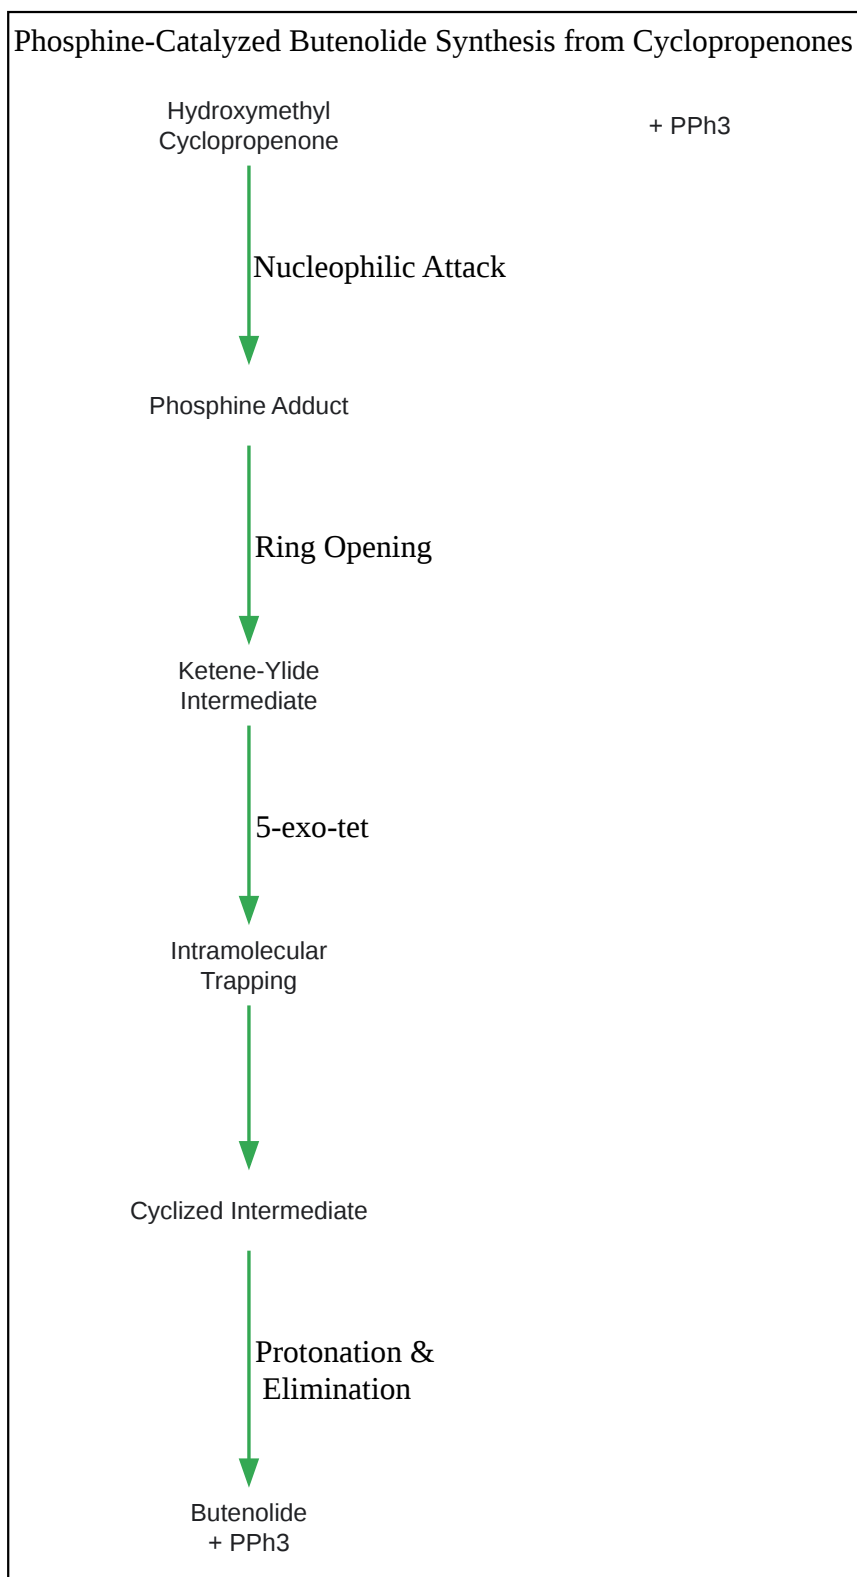 Phosphine-Catalyzed Butenolide Synthesis from Cyclopropenones
Hydroxymethyl
Cyclopropenone
+ PPh3
Nucleophilic Attack
Phosphine Adduct
Ring Opening
Ketene-Ylide
Intermediate
5-exo-tet
Intramolecular
Trapping
Cyclized Intermediate
Protonation &
Elimination
Butenolide
+ PPh3